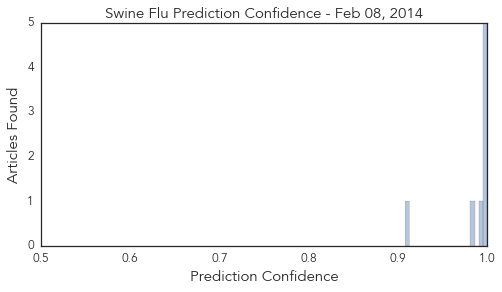 Swine Flu Prediction Confidence - Feb 08, 2014
Articles Found
5
4
3
2
1
0
0.5 0.6 0.7 0.8 0.9 1.0
Prediction Confidence